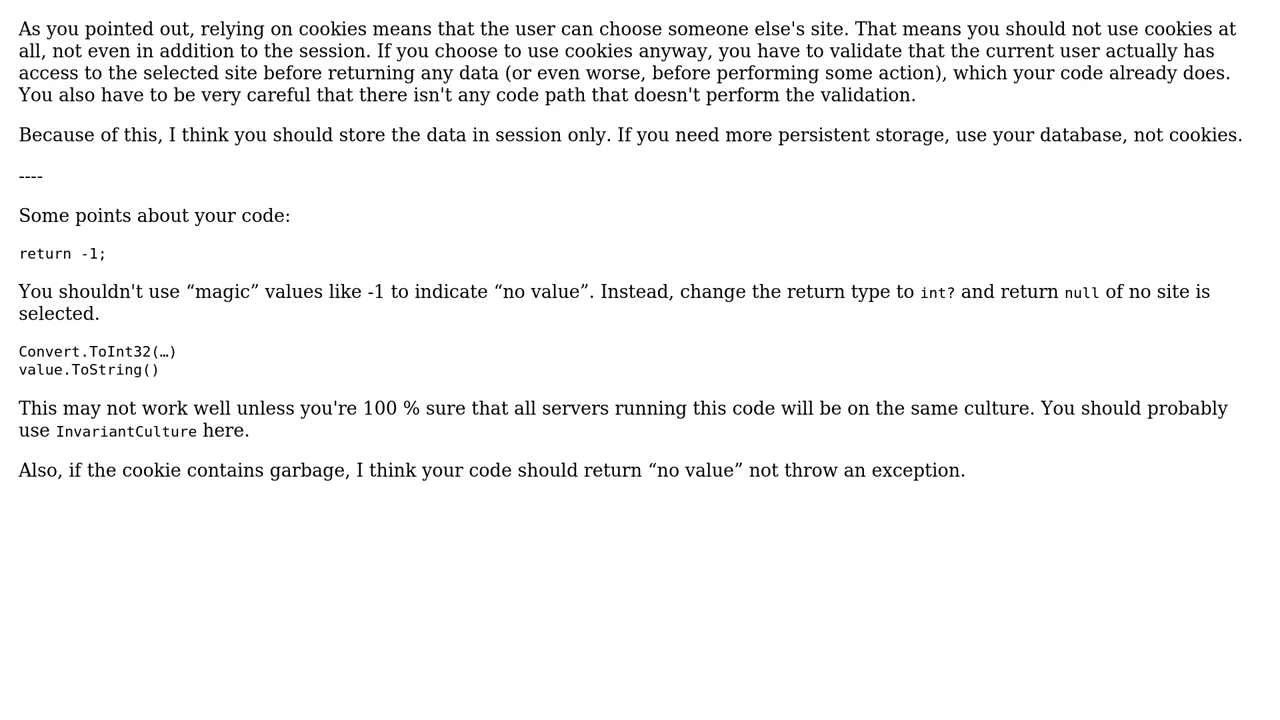 As you pointed out, relying on cookies means that the user can choose someone else's site. That means you should not use cookies at
all, not even in addition to the session. If you choose to use cookies anyway, you have to validate that the current user actually has
access to the selected site before returning any data (or even worse, before performing some action), which your code already does.
You also have to be very careful that there isn't any code path that doesn't perform the validation.
Because of this, I think you should store the data in session only. If you need more persistent storage, use your database, not cookies.
----
Some points about your code:
return -1;
You shouldn't use “magic” values like -1 to indicate “no value”. Instead, change the return type to int? and return null of no site is
selected.
Convert.ToInt32(…)
value.ToString()
This may not work well unless you're 100 % sure that all servers running this code will be on the same culture. You should probably
use InvariantCulture here.
Also, if the cookie contains garbage, I think your code should return “no value” not throw an exception.